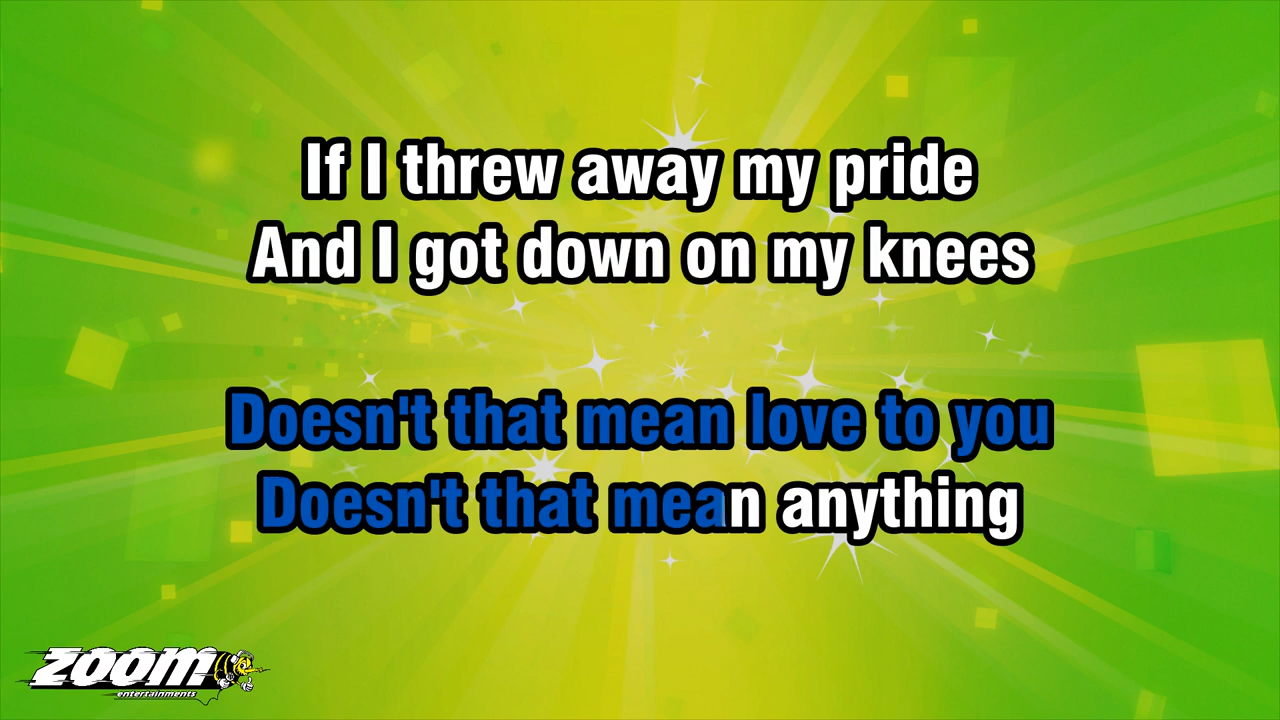 If I threw away my pride
And I got down on my knees
Doesn't that mean love to you
Doesn't that mean anything
zoom
entertainments